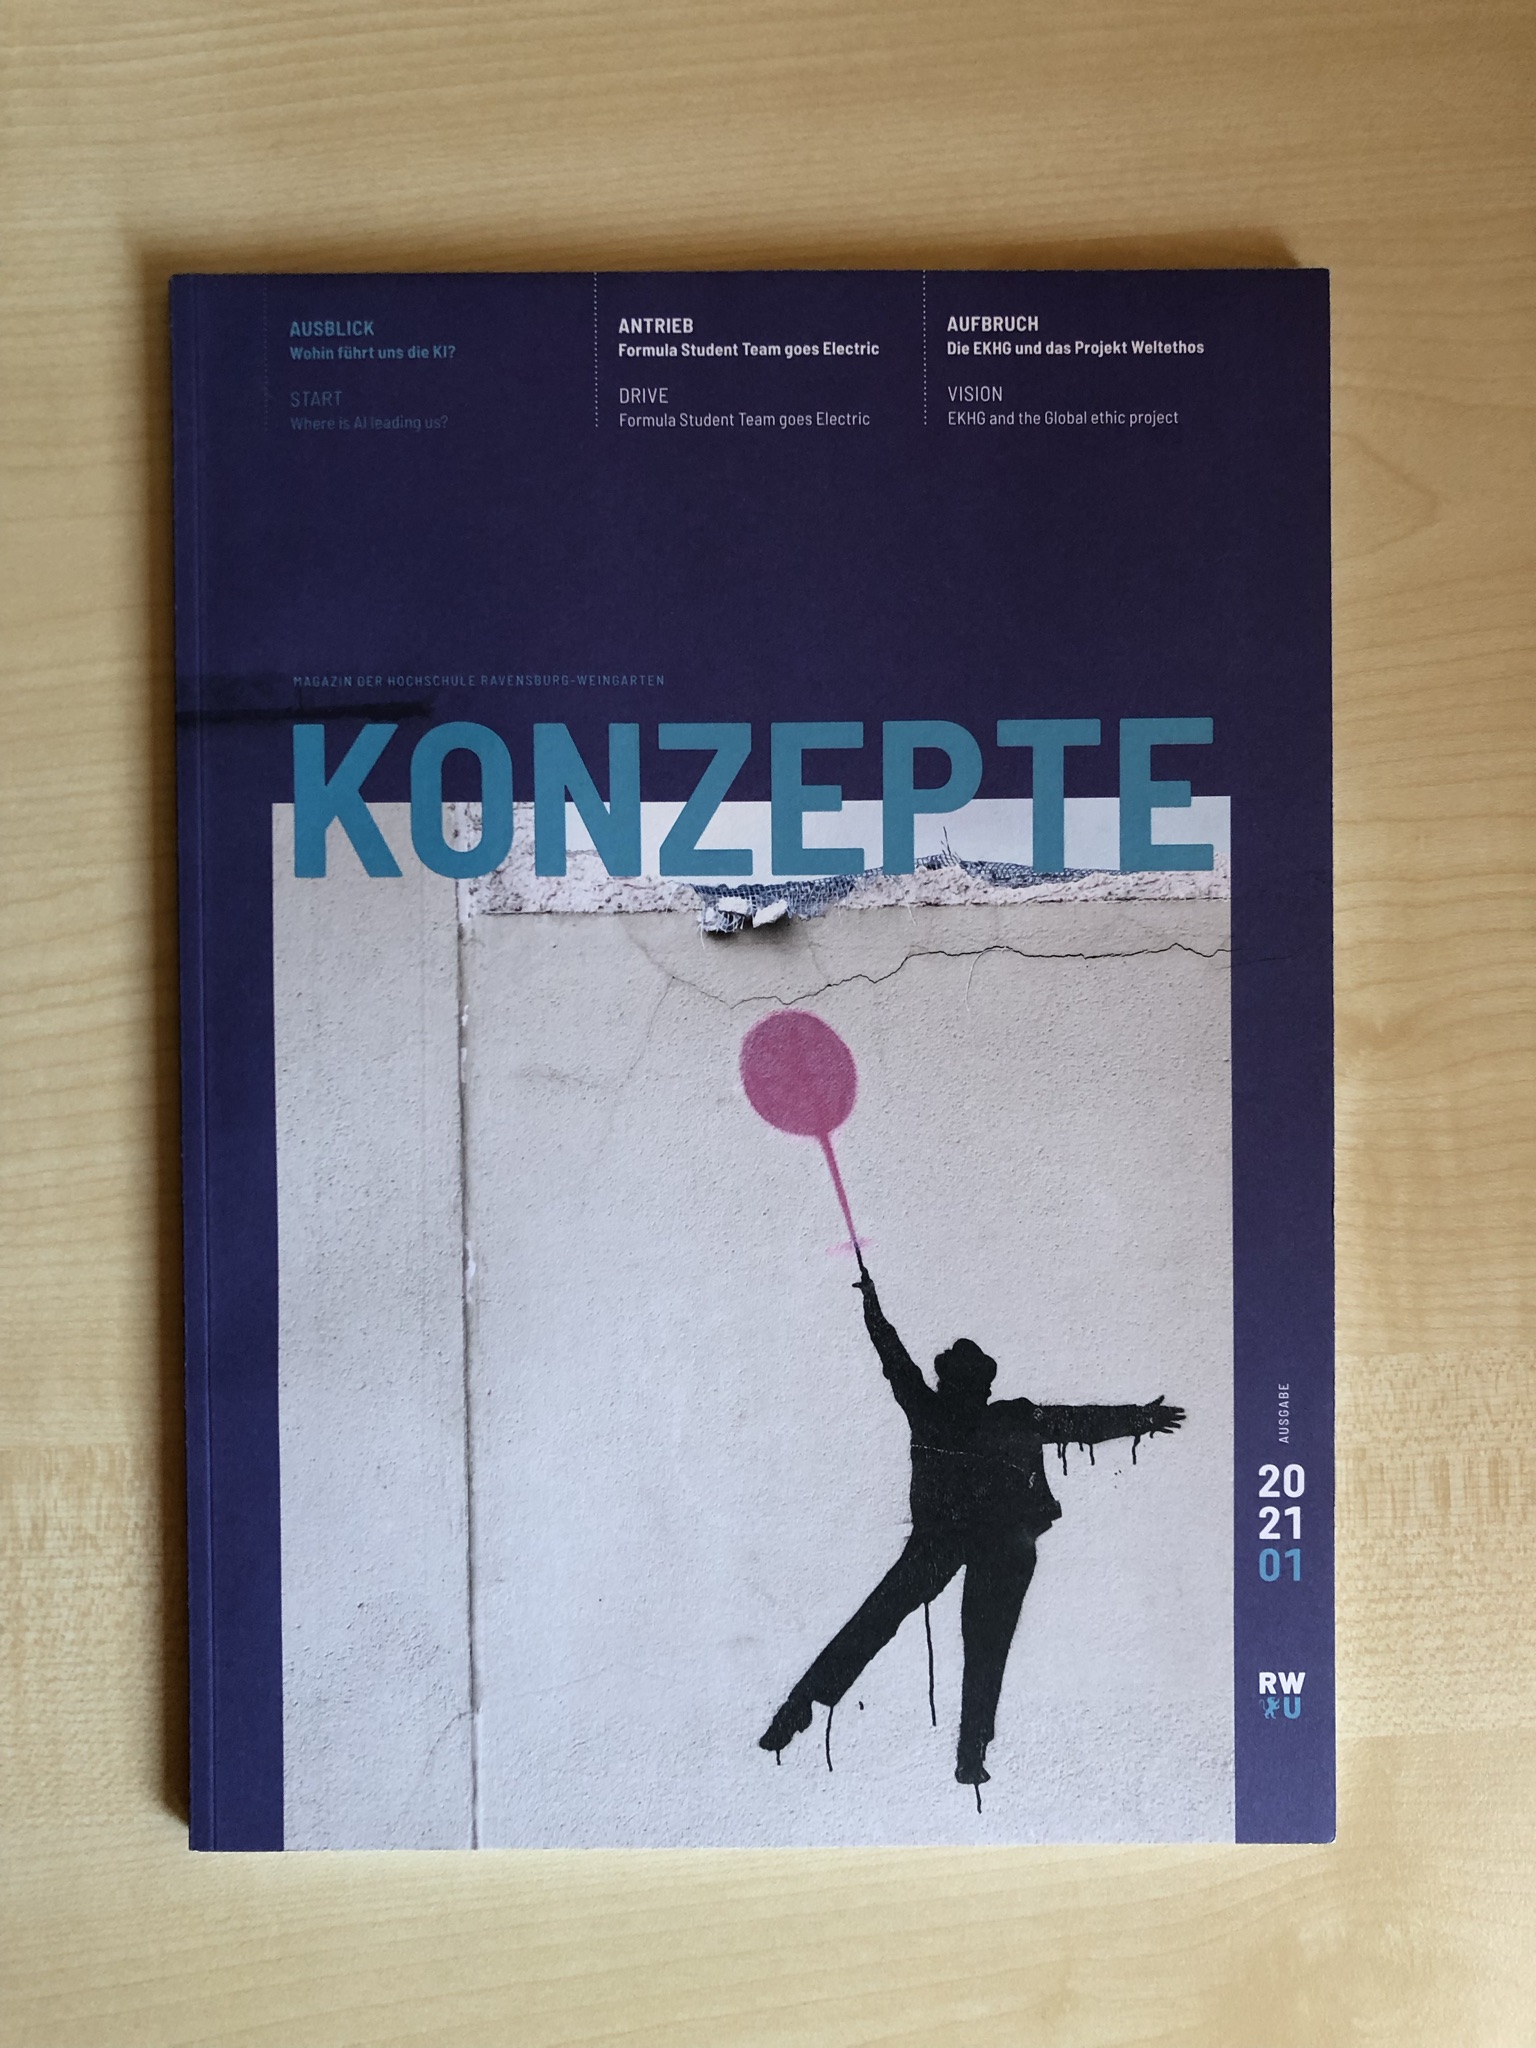 AUSBLICK
Wohin führt uns die KI?
START
Where is AI leading us?
ANTRIEB
Formula Student Team goes Electric
DRIVE
Formula Student Team goes Electric
AUFBRUCH
Die EKHG und das Projekt Weltethos
VISION
EKHG and the Global ethic project
MAGAZIN DER HOCHSCHULE RAVENSBURG-WEINGARTEN
KONZEPTE
AUSGABE
20
21
01
RW
U